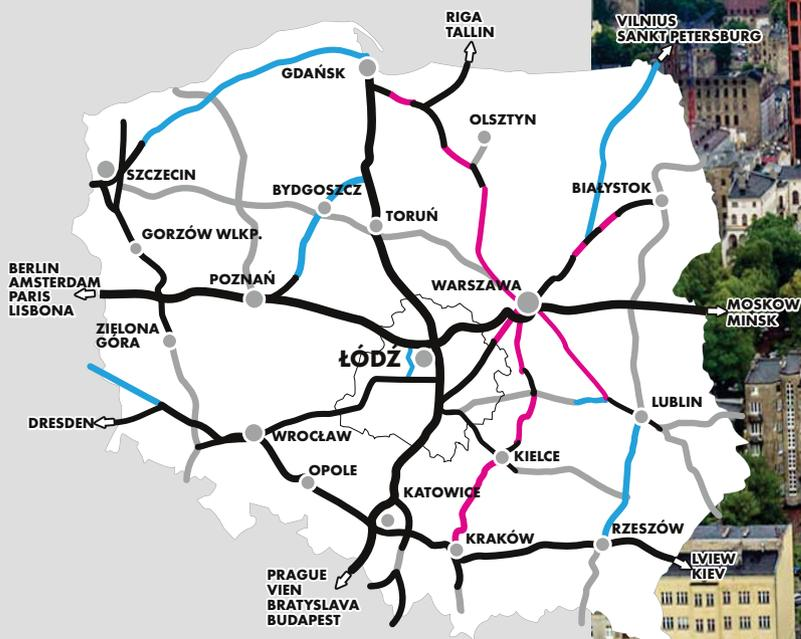 RIGA
TALLIN
VILNIUS
SANKT PETERSBURG
GDAŃSK
OLSZTYN
SZCZECIN
BYDGOSZCZ
BIAŁYSTOK
TORUŃ
GORZÓW WLKP.
BERLIN
AMSTERDAM
PARIS
LISBONA
POZNAŃ
WARSZAWA
MOSKOW
MIŃSK
ZIELONA
GÓRA
ŁÓDŹ
LUBLIN
DRESDEN
WROCŁAW
KIELCE
OPOLE
KATOWICE
KRAKÓW
RZESZÓW
LVIEW
KIEV
PRAGUE
VIEN
BRATYSLAVA
BUDAPEST